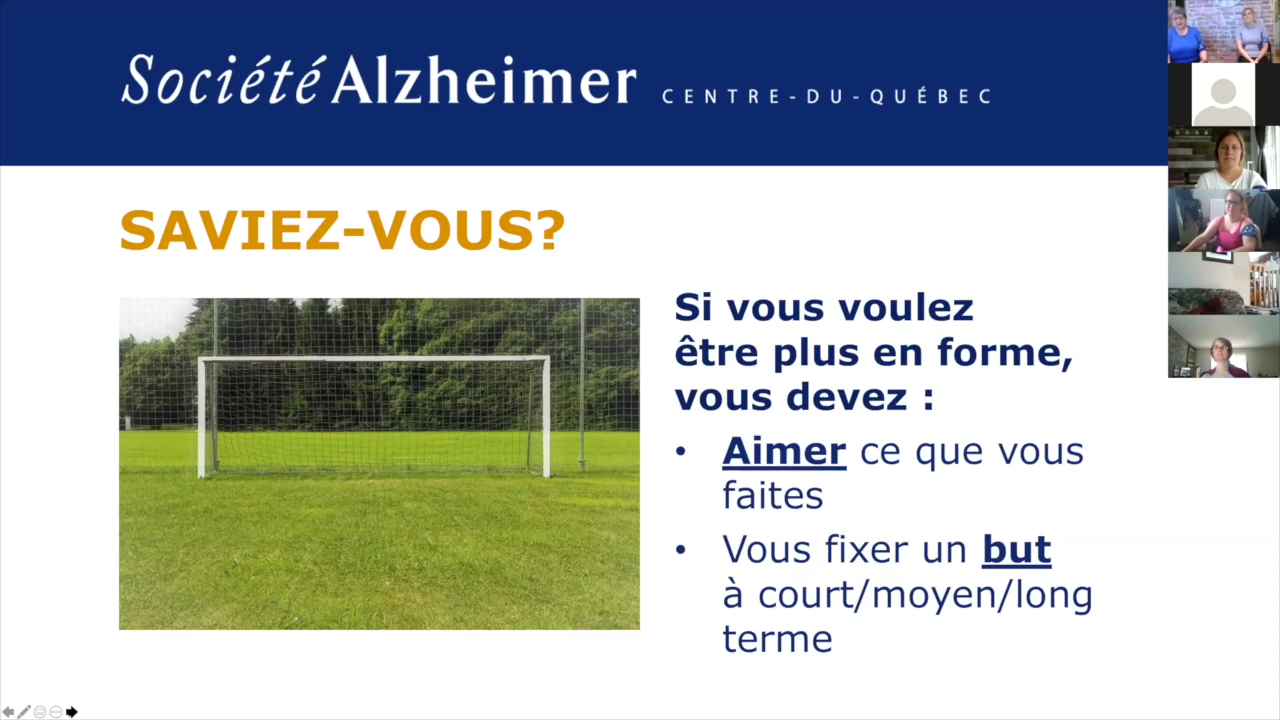 Société Alzheimer CENTRE-DU-QUÉBEC
SAVIEZ-VOUS?
Si vous voulez
être plus en forme,
vous devez :
• Aimer ce que vous
faites
• Vous fixer un but
à court/moyen/long
terme